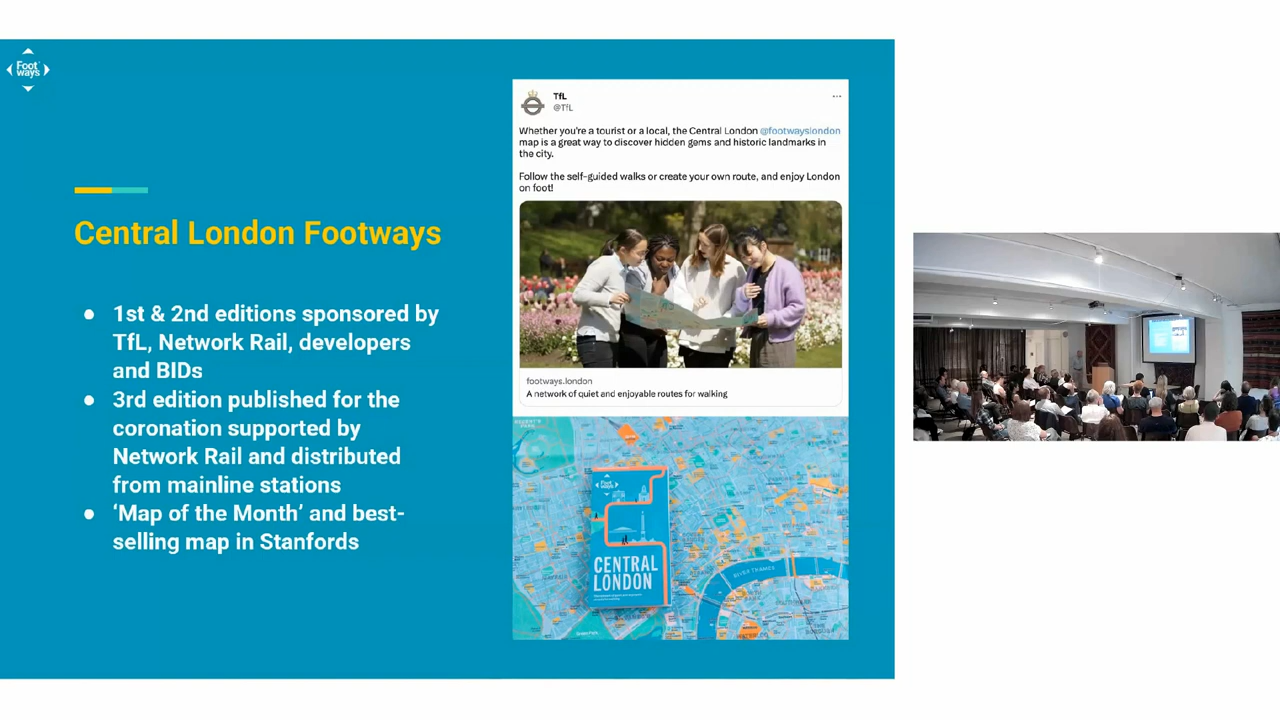 Foot
ways
Central London Footways
● 1st & 2nd editions sponsored by
TfL, Network Rail, developers
and BIDs
● 3rd edition published for the
coronation supported by
Network Rail and distributed
from mainline stations
● ‘Map of the Month’ and best-
selling map in Stanfords
TfL
@TfL
Whether you're a tourist or a local, the Central London @footwayslondon
map is a great way to discover hidden gems and historic landmarks in
the city.
Follow the self-guided walks or create your own route, and enjoy London
on foot!
footways.london
A network of quiet and enjoyable routes for walking
Foot
ways
CENTRAL
LONDON
RIVER THAMES
WATERLOO